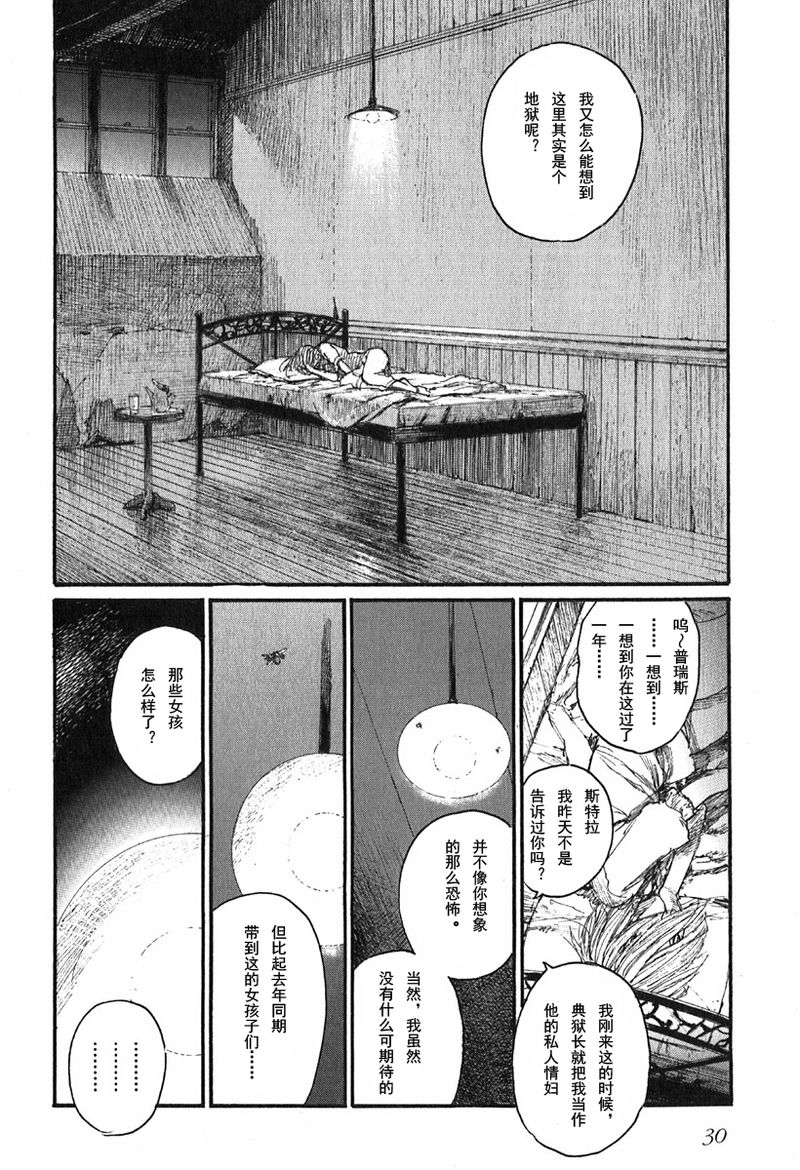 我又怎么能想到
这里其实是个
地狱呢？
呜～普瑞斯
……一想到……
一想到你在这过了
一年……
斯特拉
我昨天不是
告诉过你吗？
我刚来这的时候，
典狱长就把我当作
他的私人情妇
并不像你想象
的那么恐怖。
当然，我虽然
没有什么可期待的
但比起去年同期
带到这的女孩子们……
那些女孩
怎么样了？
………
………
30